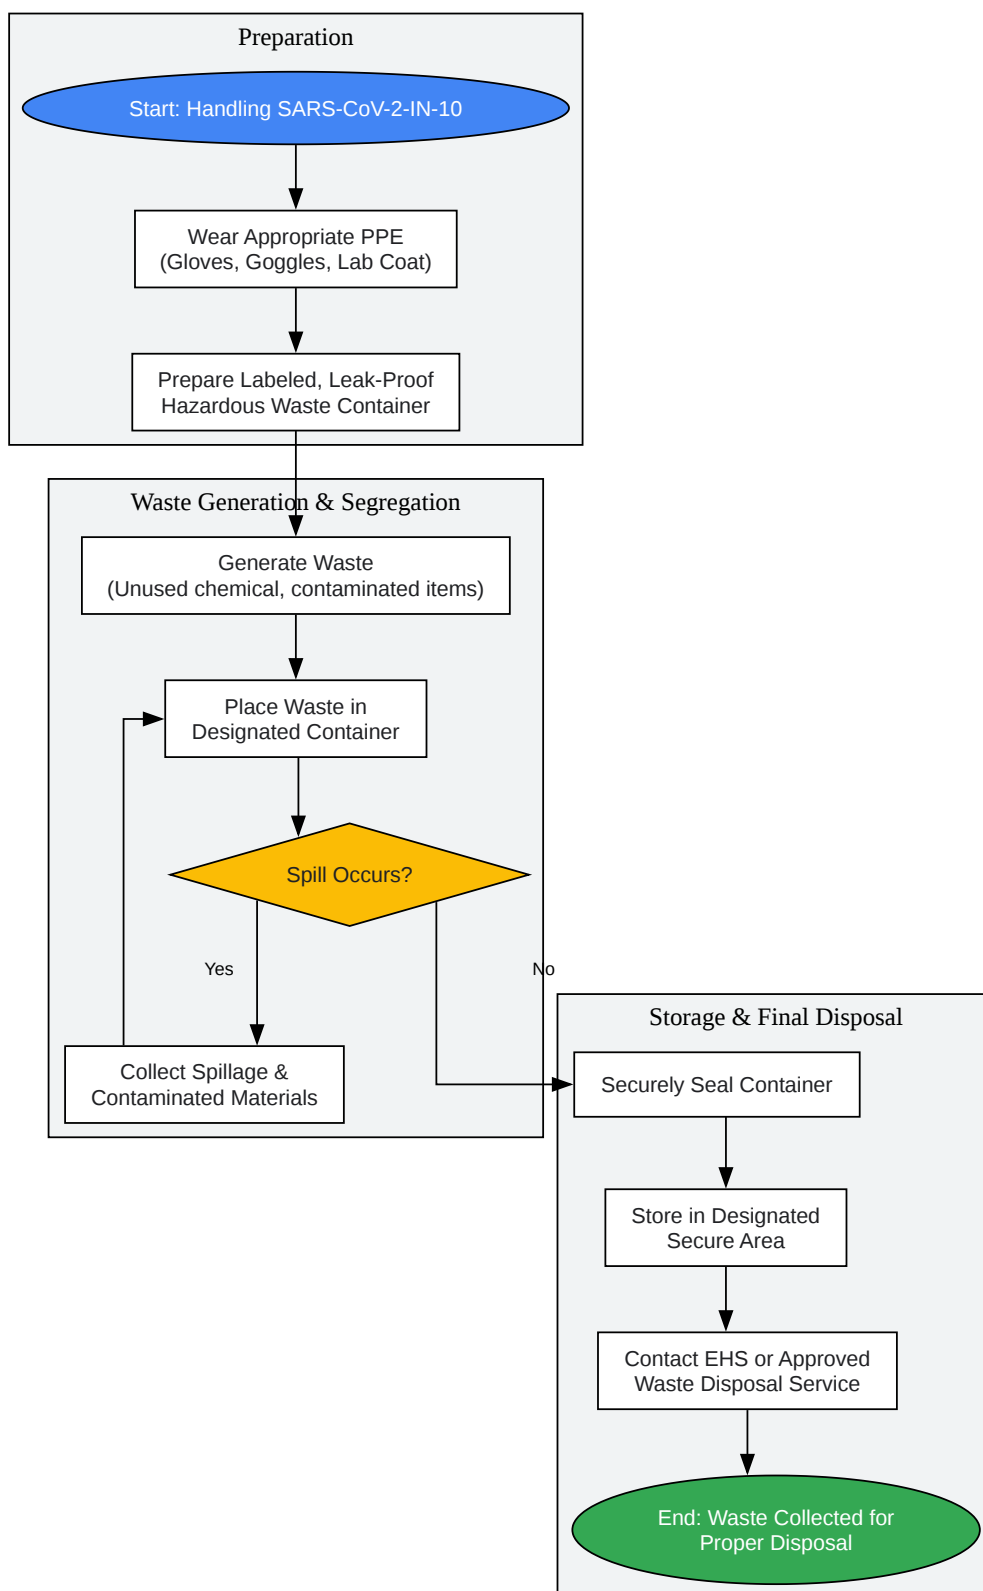 Preparation
Start: Handling SARS-CoV-2-IN-10
Wear Appropriate PPE
(Gloves, Goggles, Lab Coat)
Prepare Labeled, Leak-Proof
Hazardous Waste Container
Waste Generation & Segregation
Generate Waste
(Unused chemical, contaminated items)
Place Waste in
Designated Container
Spill Occurs?
Yes
No
Collect Spillage &
Contaminated Materials
Storage & Final Disposal
Securely Seal Container
Store in Designated
Secure Area
Contact EHS or Approved
Waste Disposal Service
End: Waste Collected for
Proper Disposal